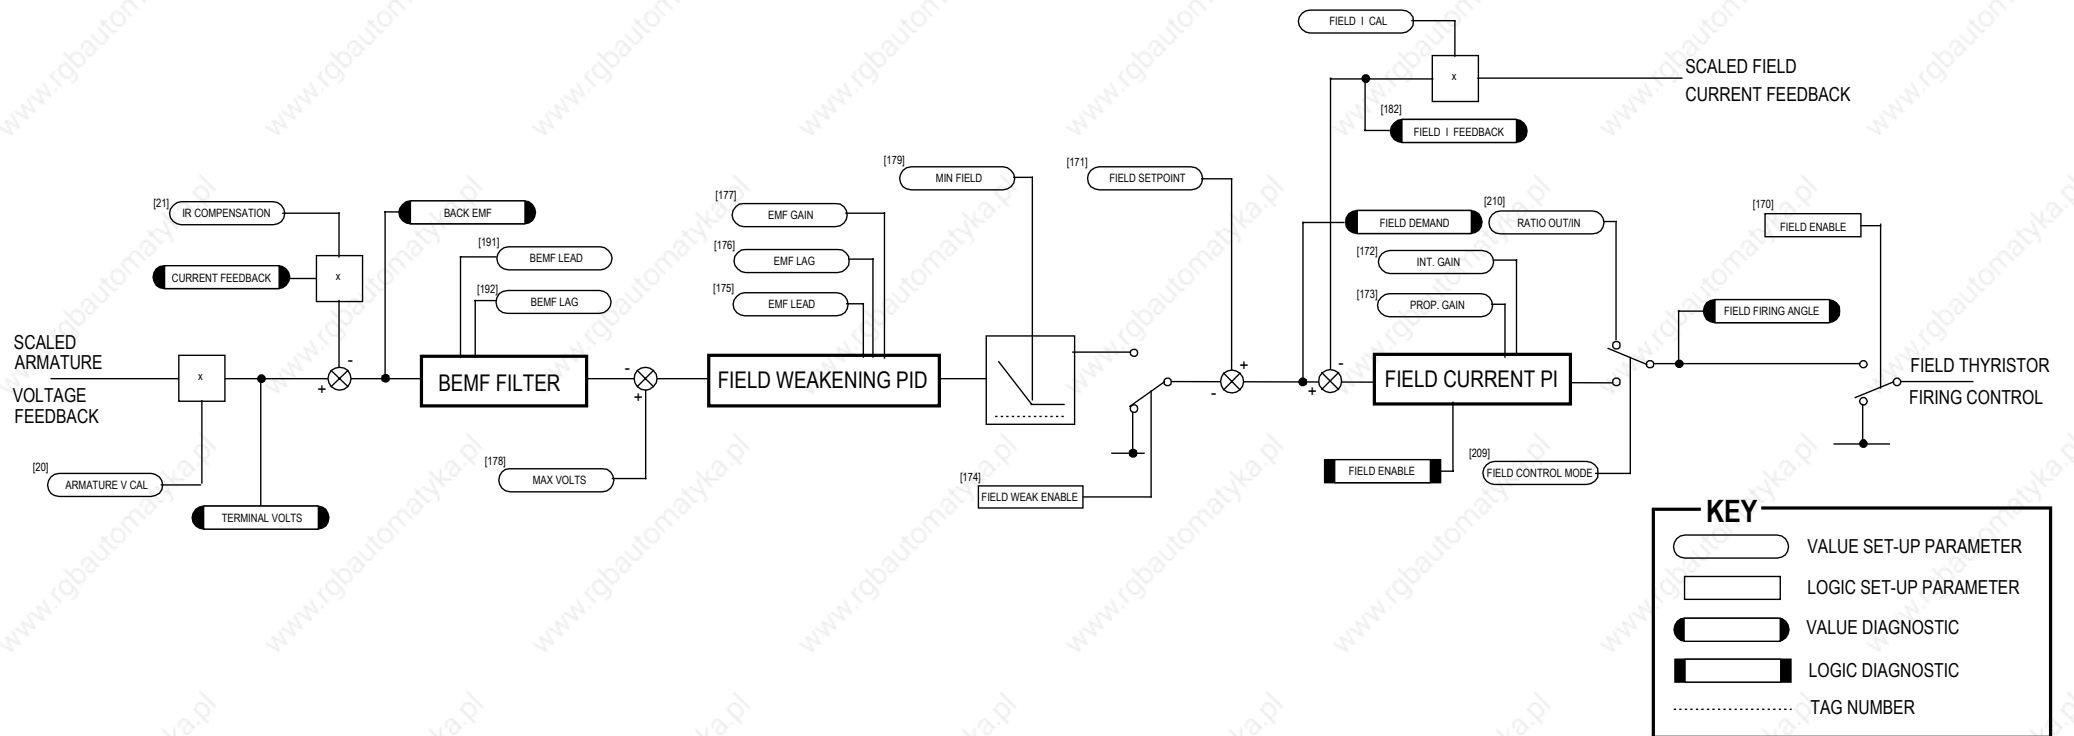 FIELD I CAL
x
SCALED FIELD
CURRENT FEEDBACK
[182]
FIELD I FEEDBACK
[179]
MIN FIELD
[171]
FIELD SETPOINT
[21]
IR COMPENSATION
BACK EMF
[177]
EMF GAIN
FIELD DEMAND
[210]
RATIO OUT/IN
[170]
FIELD ENABLE
[191]
BEMF LEAD
[176]
EMF LAG
[172]
INT. GAIN
CURRENT FEEDBACK
x
[192]
BEMF LAG
[175]
EMF LEAD
[173]
PROP. GAIN
FIELD FIRING ANGLE
SCALED
ARMATURE
VOLTAGE
FEEDBACK
x
-
+
BEMF FILTER
-
+
FIELD WEAKENING PID
+
-
-
+
FIELD CURRENT PI
FIELD THYRISTOR
FIRING CONTROL
[20]
ARMATURE V CAL
TERMINAL VOLTS
[178]
MAX VOLTS
[174]
FIELD WEAK ENABLE
FIELD ENABLE
[209]
FIELD CONTROL MODE
KEY
VALUE SET-UP PARAMETER
LOGIC SET-UP PARAMETER
VALUE DIAGNOSTIC
LOGIC DIAGNOSTIC
TAG NUMBER
www.rgbautomatyka.pl